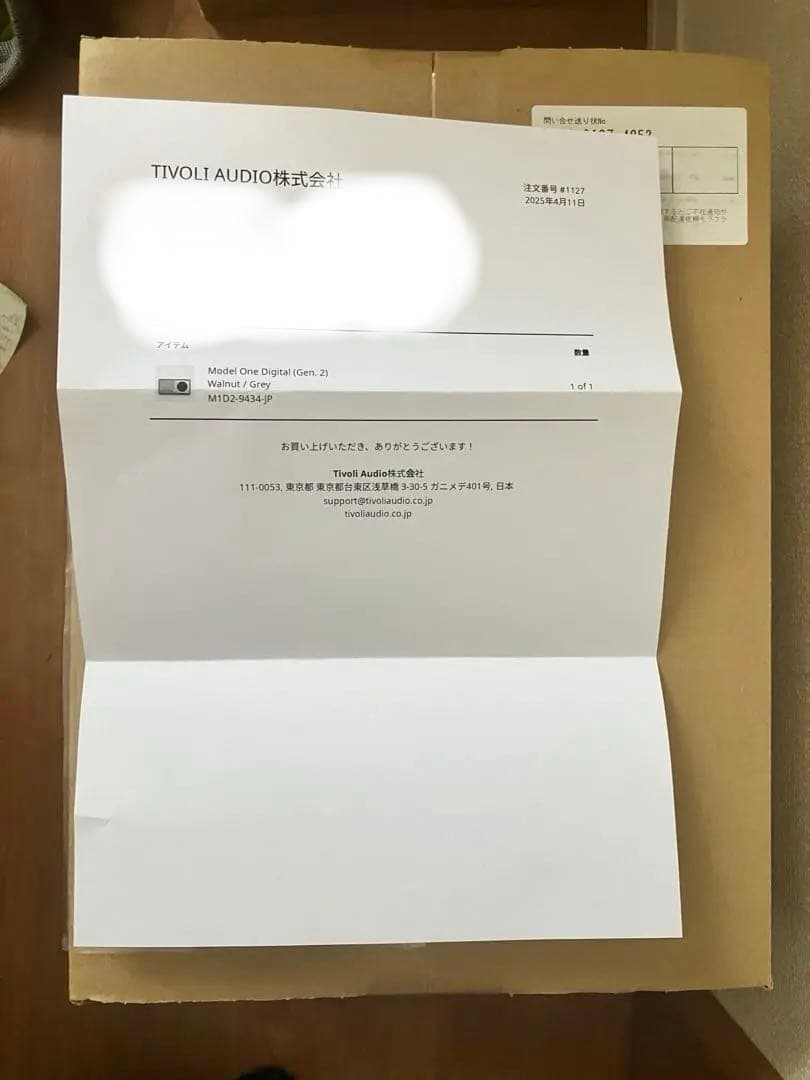 問い合せ送り状No
TIVOLI AUDIO株式会社
注文番号 #1127
2025年4月11日
アイテム
数量
Model One Digital (Gen. 2)
Walnut / Grey
1 of 1
M1D2-9434-JP
お買い上げいただき、ありがとうございます！
Tivoli Audio株式会社
111-0053, 東京都 東京都台東区浅草橋 3-30-5 ガニメデ401号, 日本
support@tivoliaudio.co.jp
tivoliaudio.co.jp